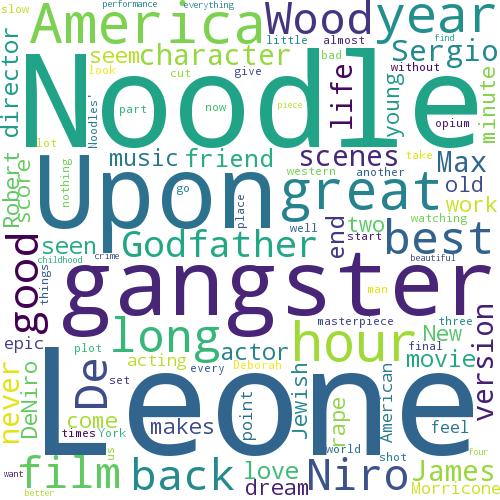 slow performance everything
America Wood year
look seem character little almost find Sergio
cut give bad without
director Noodle
Noodles' part now piece opium minute
life young
lot music friend scenes take Max
western another
Robert score nothing Upon go place great old work
well end two best
seen Godfather start
childhood crime beautiful
good things gangster man
long masterpiece three
epic plot actor hour New final movie version
acting every Deborah
never DeNiro De set Leone
come makes point Jewish rape American feel
times York us world shot four
film back love Niro James
want better dream Morricone
watching